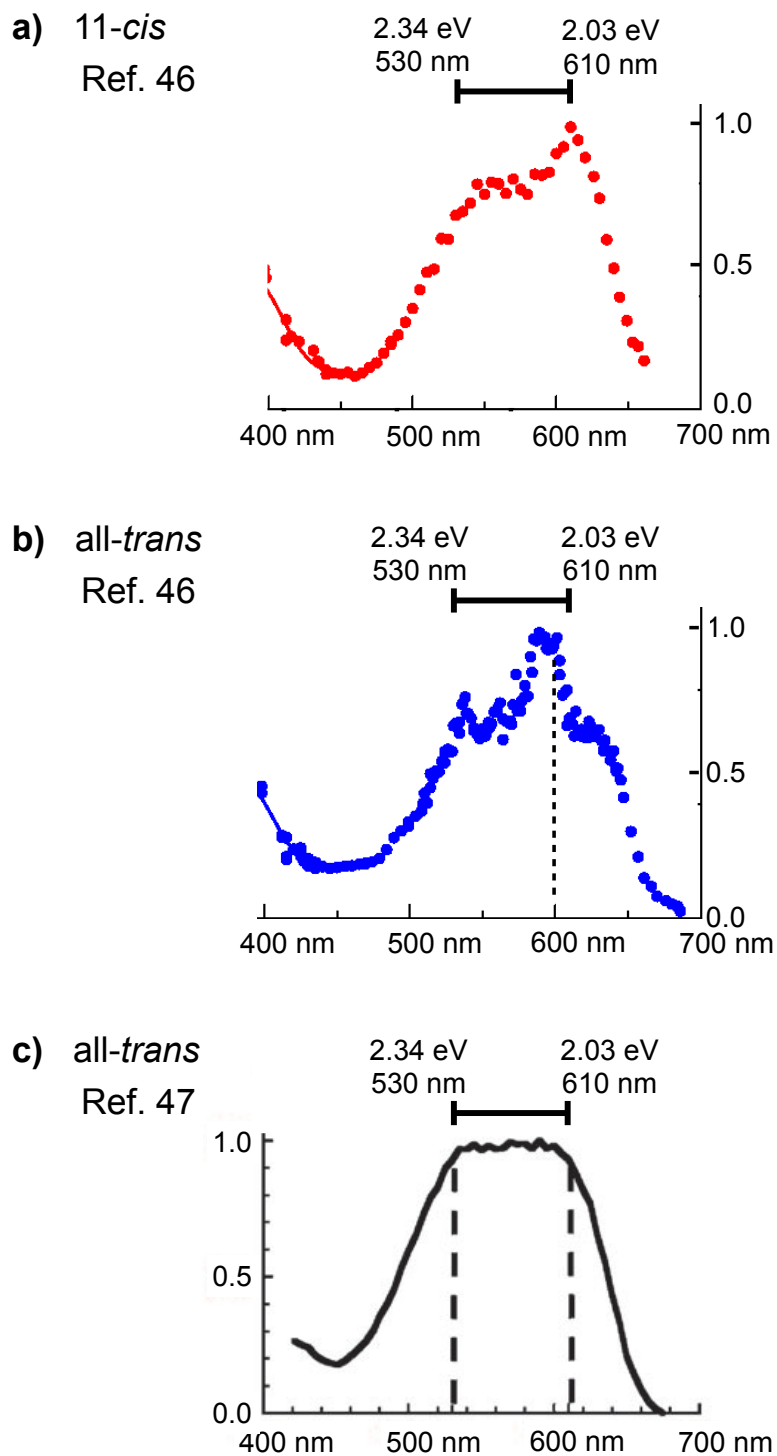 a) 11-cis
Ref. 46
2.34 eV 2.03 eV
530 nm 610 nm
1.0
0.5
0.0
400 nm 500 nm 600 nm 700 nm
b) all-trans
Ref. 46
2.34 eV 2.03 eV
530 nm 610 nm
1.0
0.5
0.0
400 nm 500 nm 600 nm 700 nm
c) all-trans
Ref. 47
2.34 eV 2.03 eV
530 nm 610 nm
1.0
0.5
0.0
400 nm 500 nm 600 nm 700 nm